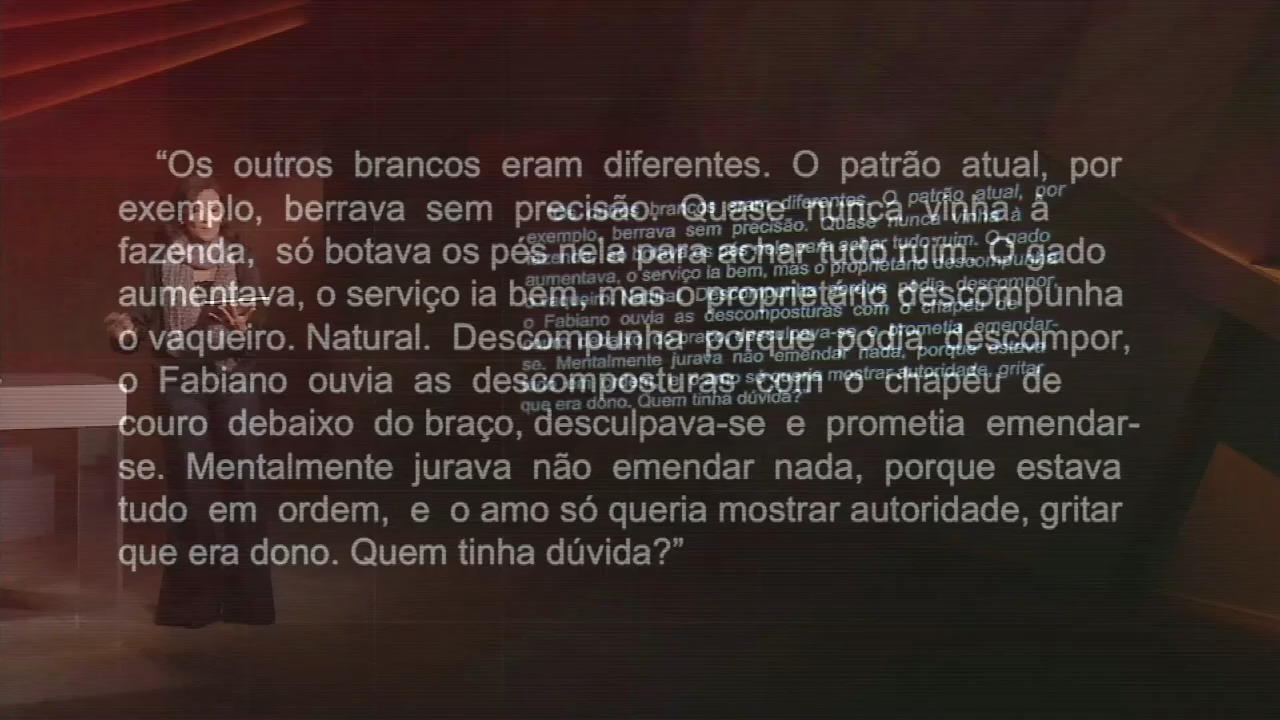 “Os outros brancos eram diferentes. O patrão atual, por
exemplo, berrava sem precisão. Quase nunca vinha à
fazenda, só botava os pés nela para achar tudo ruim. O gado
aumentava, o serviço ia bem, mas o proprietário descompunha
o vaqueiro. Natural. Descompunha porque podia descompor,
o Fabiano ouvia as descomposturas com o chapéu de
couro debaixo do braço, desculpava-se e prometia emendar-
se. Mentalmente jurava não emendar nada, porque estava
tudo em ordem, e o amo só queria mostrar autoridade, gritar
que era dono. Quem tinha dúvida?”